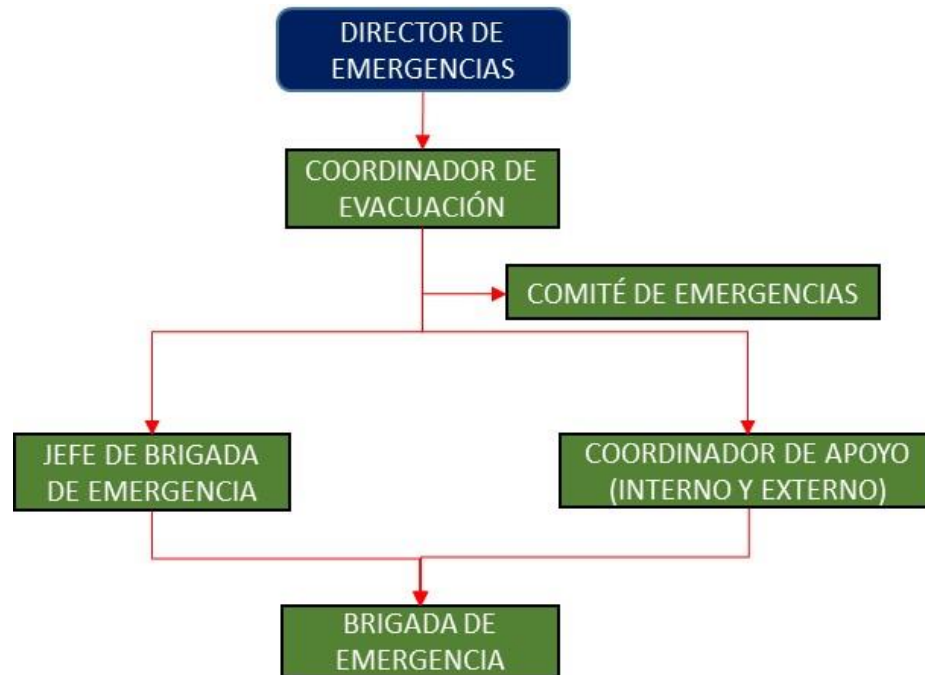 DIRECTOR DE
EMERGENCIAS
COORDINADOR DE
EVACUACIÓN
COMITÉ DE EMERGENCIAS
JEFE DE BRIGADA
DE EMERGENCIA
COORDINADOR DE APOYO
(INTERNO Y EXTERNO)
BRIGADA DE
EMERGENCIA